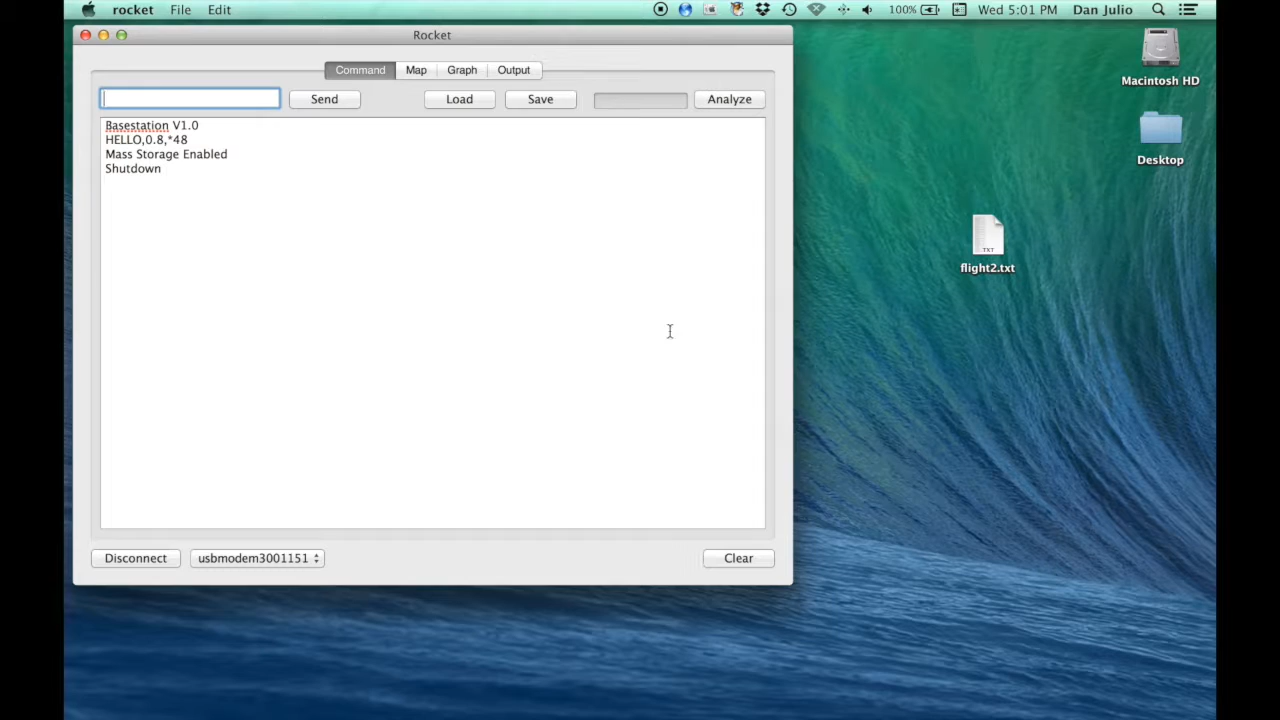 rocket File Edit 100% Wed 5:01 PM Dan Julio
Rocket
Command Map Graph Output
Send Load Save Analyze
Basestation V1.0
HELLO,0.8,*48
Mass Storage Enabled
Shutdown
Disconnect usbmodem3001151 Clear
Macintosh HD
Desktop
TXT
flight2.txt